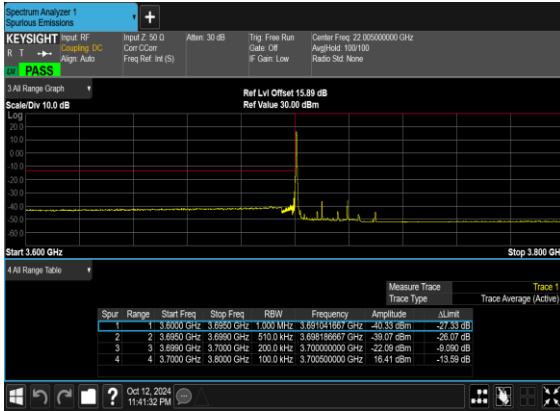 Spectrum Analyzer 1
Spurious Emissions
+
KEYSIGHT Input: RF Input Z: 50 Ω Atten: 30 dB Trig: Free Run Center Freq: 22.005000000 GHz
R T Coupling: DC Corr CCorr Gate: Off Avg|Hold: 100/100
Align: Auto Freq Ref: Int (S) IF Gain: Low Radio Std: None
PASS
3 All Range Graph
Ref Lvl Offset 15.89 dB
Scale/Div 10.0 dB Ref Value 30.00 dBm
Log
20.0
10.0
0.00
-10.0
-20.0
-30.0
-40.0
-50.0
-60.0
Start 3.600 GHz Stop 3.800 GH
4 All Range Table
Measure Trace Trace 1
Trace Type Trace Average (Active)
Spur Range Start Freq Stop Freq RBW Frequency Amplitude ΔLimit
1 1 3.6000 GHz 3.6950 GHz 1.000 MHz 3.691041667 GHz -40.33 dBm -27.33 dB
2 2 3.6950 GHz 3.6990 GHz 510.0 kHz 3.698186667 GHz -39.07 dBm -26.07 dB
3 3 3.6990 GHz 3.7000 GHz 200.0 kHz 3.700000000 GHz -22.09 dBm -9.090 dB
4 4 3.7000 GHz 3.8000 GHz 100.0 kHz 3.700500000 GHz 16.41 dBm -13.59 dB
?
Oct 12, 2024
11:41:32 PM